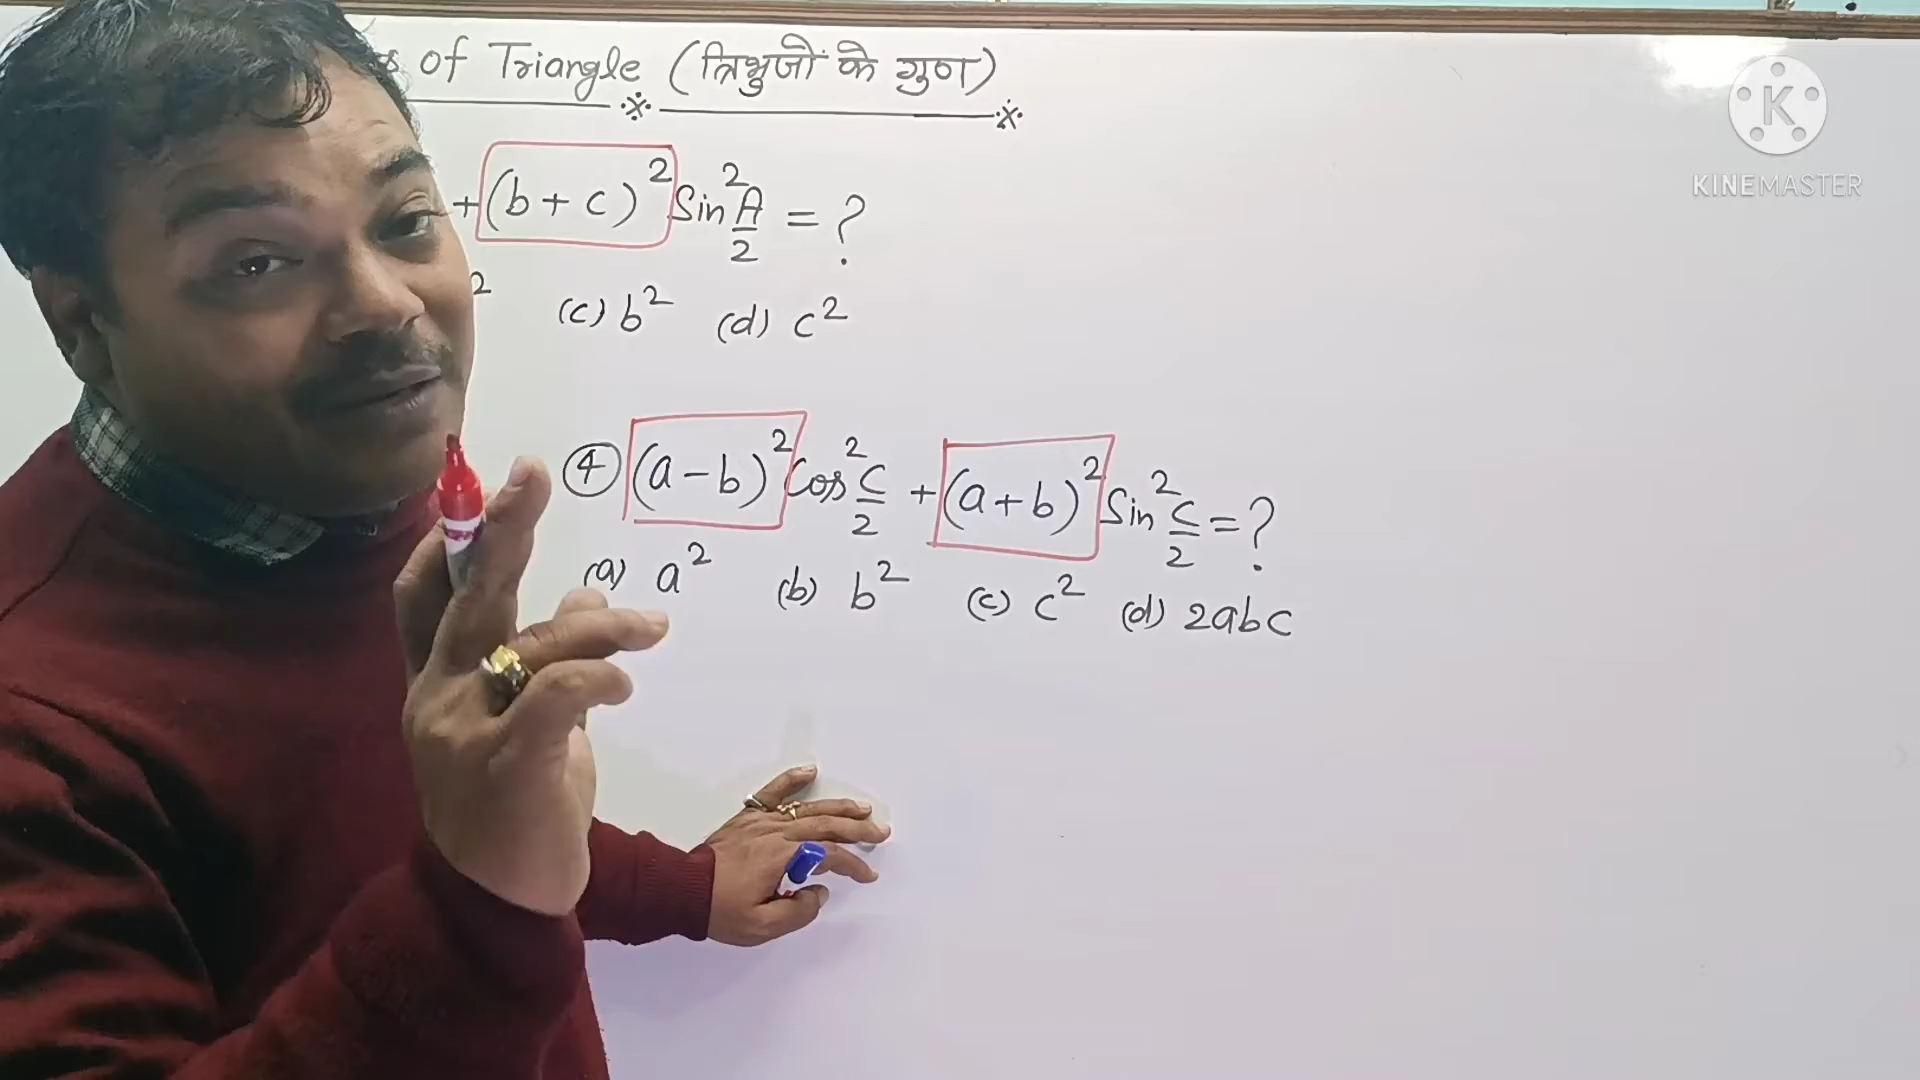 of Triangle (त्रिभुजों के गुण)
+ (b+c)² Sin² A/2 = ?
² (c) b² (d) c²
④ (a-b)² Cos² C/2 + (a+b)² Sin² C/2 = ?
(a) a² (b) b² (c) c² (d) 2abc
K
KINEMASTER